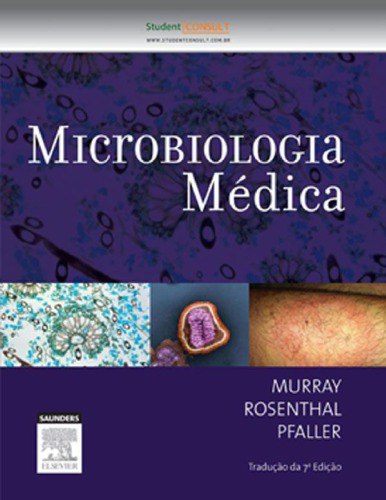 Student CONSULT
WWW.STUDENTCONSULT.COM.BR
MICROBIOLOGIA
MÉDICA
MURRAY
ROSENTHAL
PFALLER
SAUNDERS
ELSEVIER
Tradução da 7ª Edição